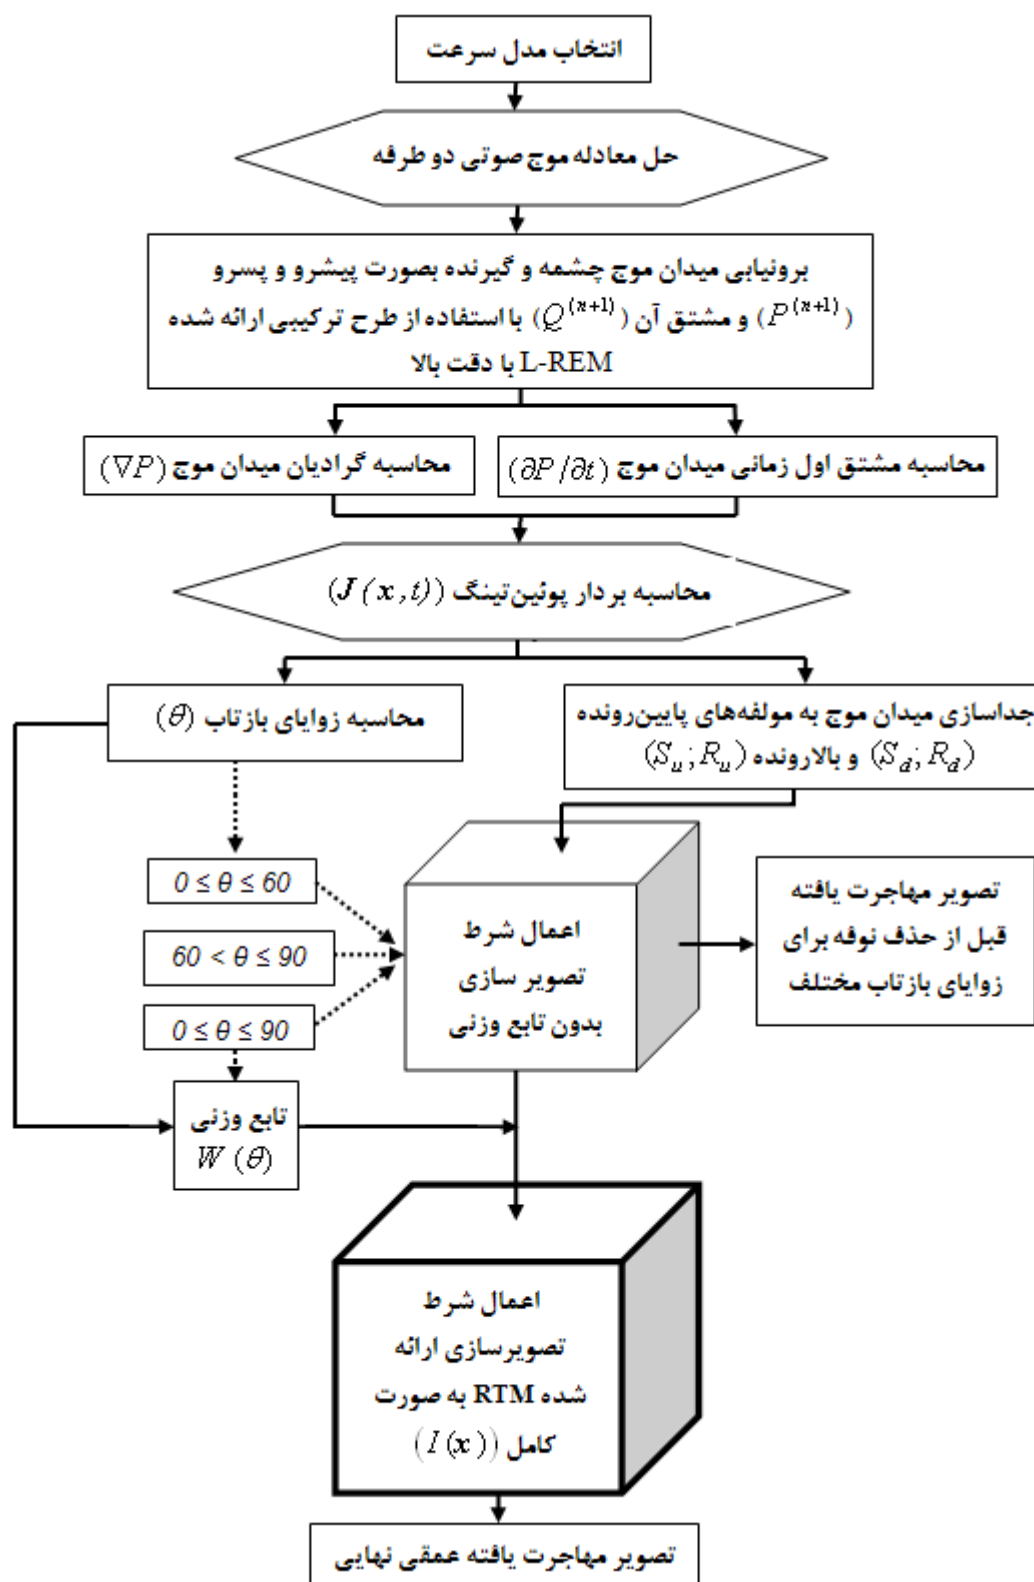 انتخاب مدل سرعت
حل معادله موج صوتی دو طرفه
برونیابی میدان موج چشمه و گیرنده بصورت پیشرو و پسرو
(P^(n+1)) و مشتق آن (Q^(n+1)) با استفاده از طرح ترکیبی ارائه شده
L-REM با دقت بالا
محاسبه مشتق اول زمانی میدان موج (∂P/∂t)
محاسبه گرادیان میدان موج (∇P)
محاسبه بردار پوئین‌تینگ (J(x,t))
جداسازی میدان موج به مولفه‌های پایین‌رونده
(S_d;R_d) و بالارونده (S_u;R_u)
محاسبه زوایای بازتاب (θ)
0 ≤ θ ≤ 60
60 < θ ≤ 90
0 ≤ θ ≤ 90
اعمال شرط
تصویر سازی
بدون تابع وزنی
تصویر مهاجرت یافته
قبل از حذف نوفه برای
زوایای بازتاب مختلف
تابع وزنی
W (θ)
اعمال شرط
تصویرسازی ارائه
شده RTM به صورت
کامل (I(x))
تصویر مهاجرت یافته عمقی نهایی